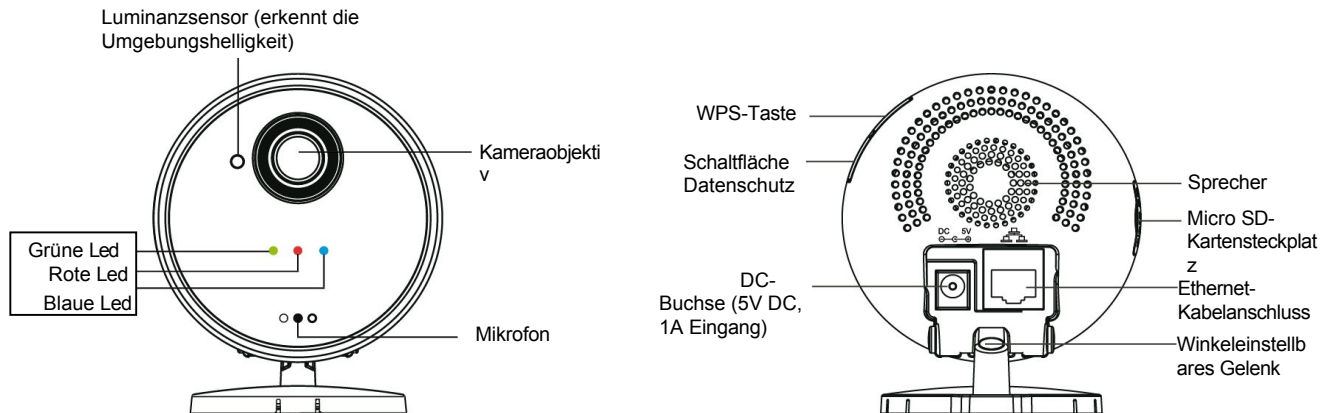 Luminanzsensor (erkennt die
Umgebungshelligkeit)
Kameraobjekti
v
Grüne Led
Rote Led
Blaue Led
Mikrofon
WPS-Taste
Schaltfläche
Datenschutz
Sprecher
Micro SD-
Kartensteckplat
z
DC 5V
DC-
Buchse (5V DC,
1A Eingang)
Ethernet-
Kabelanschluss
Winkeleinstellb
ares Gelenk